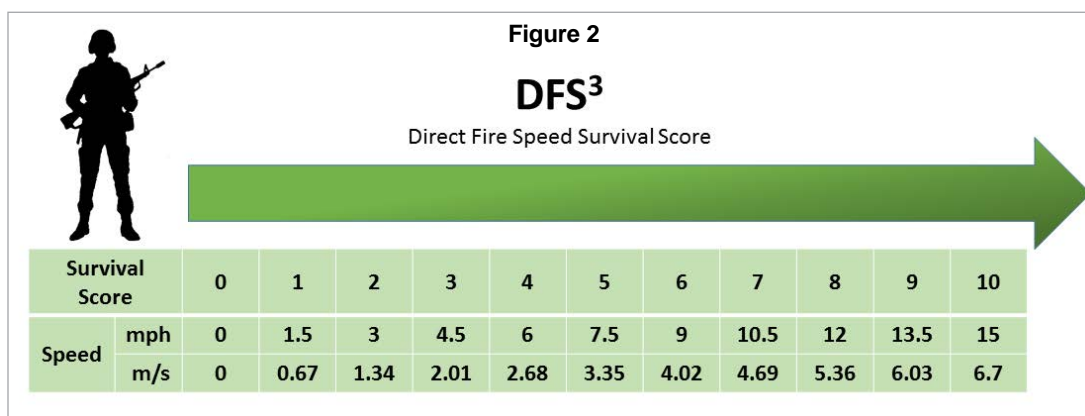 Figure 2
DFS³
Direct Fire Speed Survival Score
Survival Score 0 1 2 3 4 5 6 7 8 9 10
Speed mph 0 1.5 3 4.5 6 7.5 9 10.5 12 13.5 15
m/s 0 0.67 1.34 2.01 2.68 3.35 4.02 4.69 5.36 6.03 6.7